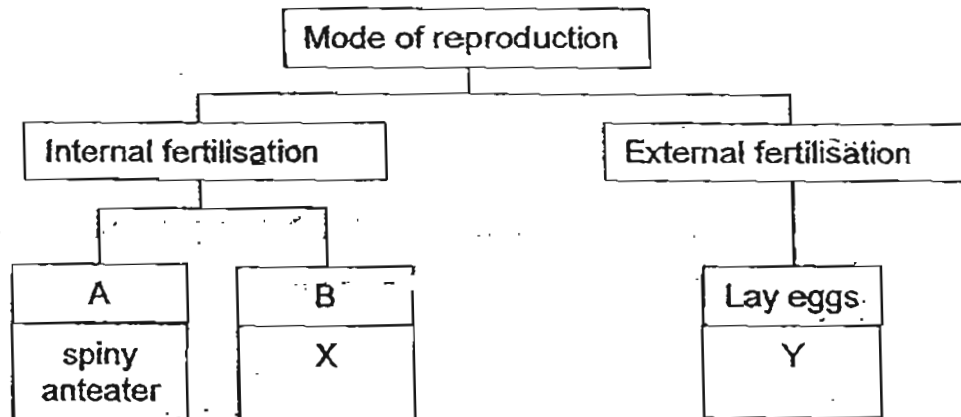 Mode of reproduction
Internal fertilisation
External fertilisation
A
B
Lay eggs
spiny
anteater
X
Y